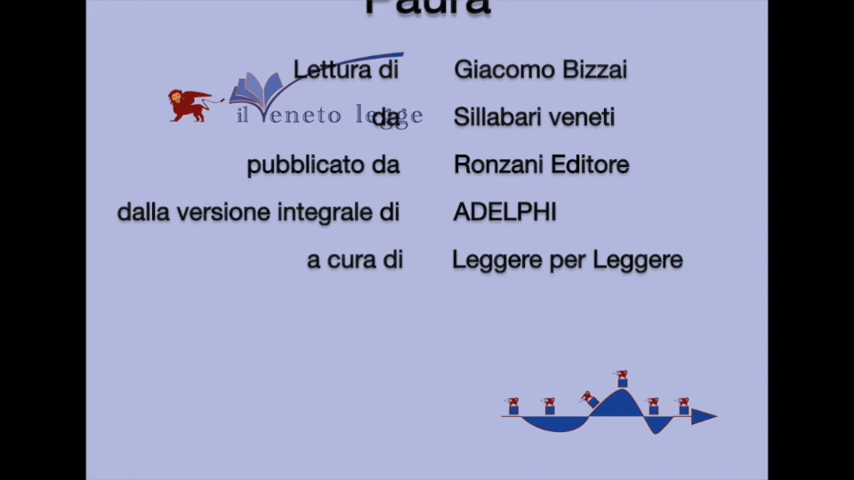 Paura
Lettura di Giacomo Bizzai
il Veneto legge
da Sillabari veneti
pubblicato da Ronzani Editore
dalla versione integrale di ADELPHI
a cura di Leggere per Leggere